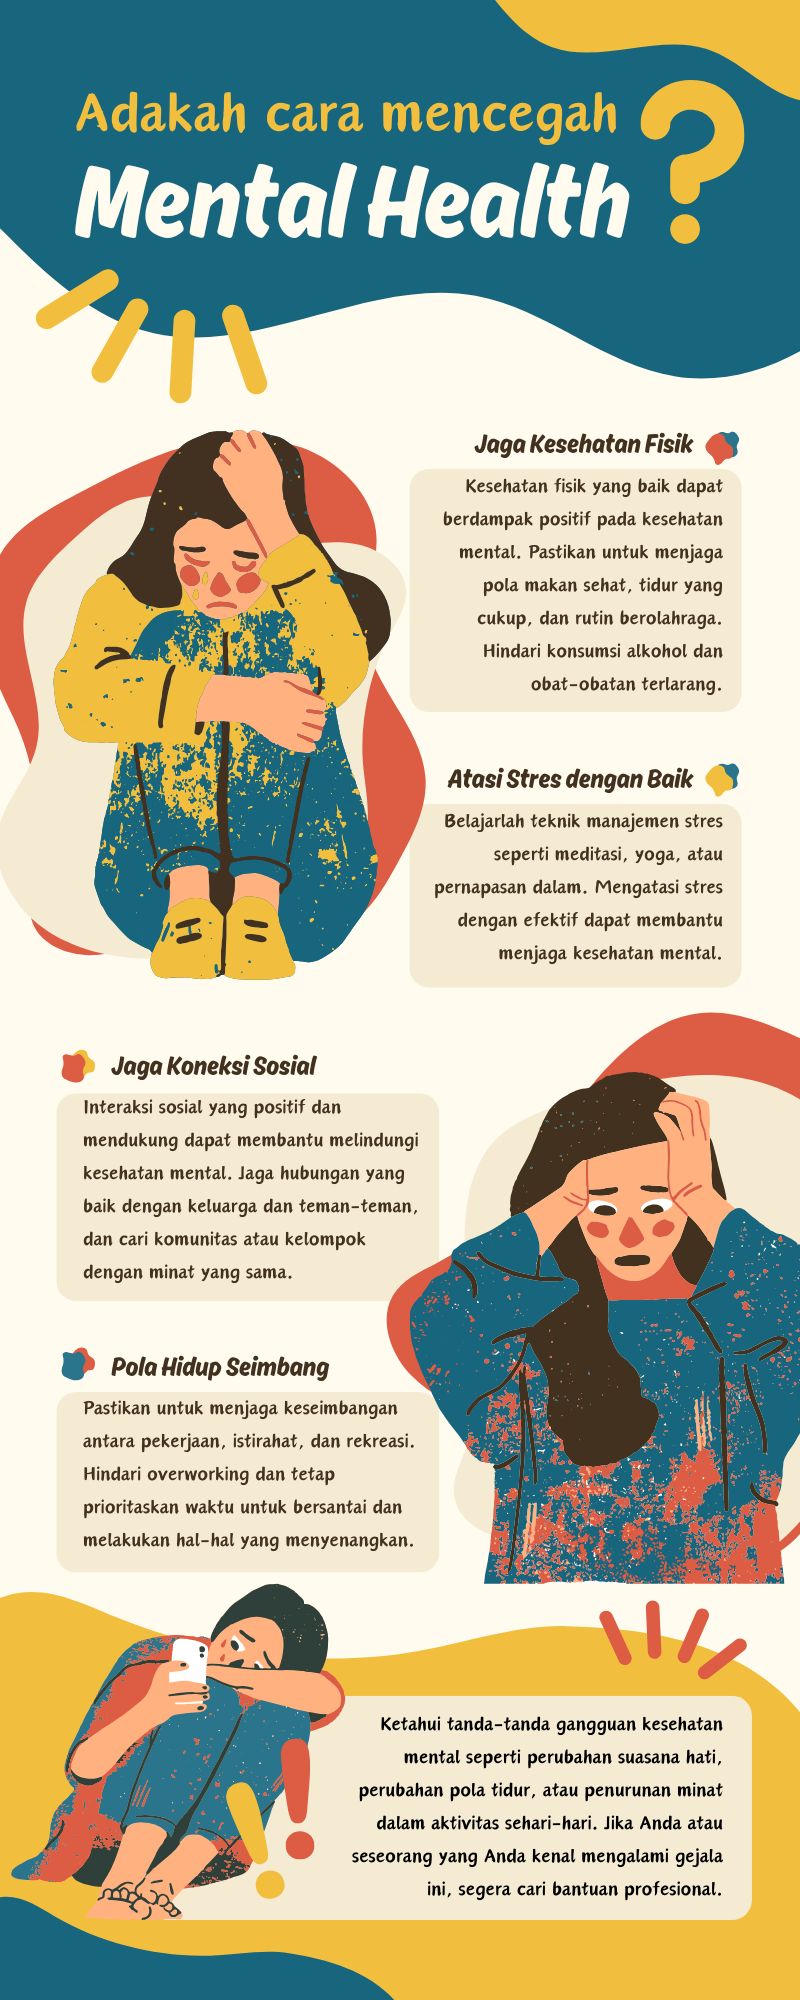 Adakah cara mencegah
Mental Health ?
Jaga Kesehatan Fisik
Kesehatan fisik yang baik dapat
berdampak positif pada kesehatan
mental. Pastikan untuk menjaga
pola makan sehat, tidur yang
cukup, dan rutin berolahraga.
Hindari konsumsi alkohol dan
obat-obatan terlarang.
Atasi Stres dengan Baik
Belajarlah teknik manajemen stres
seperti meditasi, yoga, atau
pernapasan dalam. Mengatasi stres
dengan efektif dapat membantu
menjaga kesehatan mental.
Jaga Koneksi Sosial
Interaksi sosial yang positif dan
mendukung dapat membantu melindungi
kesehatan mental. Jaga hubungan yang
baik dengan keluarga dan teman-teman,
dan cari komunitas atau kelompok
dengan minat yang sama.
Pola Hidup Seimbang
Pastikan untuk menjaga keseimbangan
antara pekerjaan, istirahat, dan rekreasi.
Hindari overworking dan tetap
prioritaskan waktu untuk bersantai dan
melakukan hal-hal yang menyenangkan.
Ketahui tanda-tanda gangguan kesehatan
mental seperti perubahan suasana hati,
perubahan pola tidur, atau penurunan minat
dalam aktivitas sehari-hari. Jika Anda atau
seseorang yang Anda kenal mengalami gejala
ini, segera cari bantuan profesional.